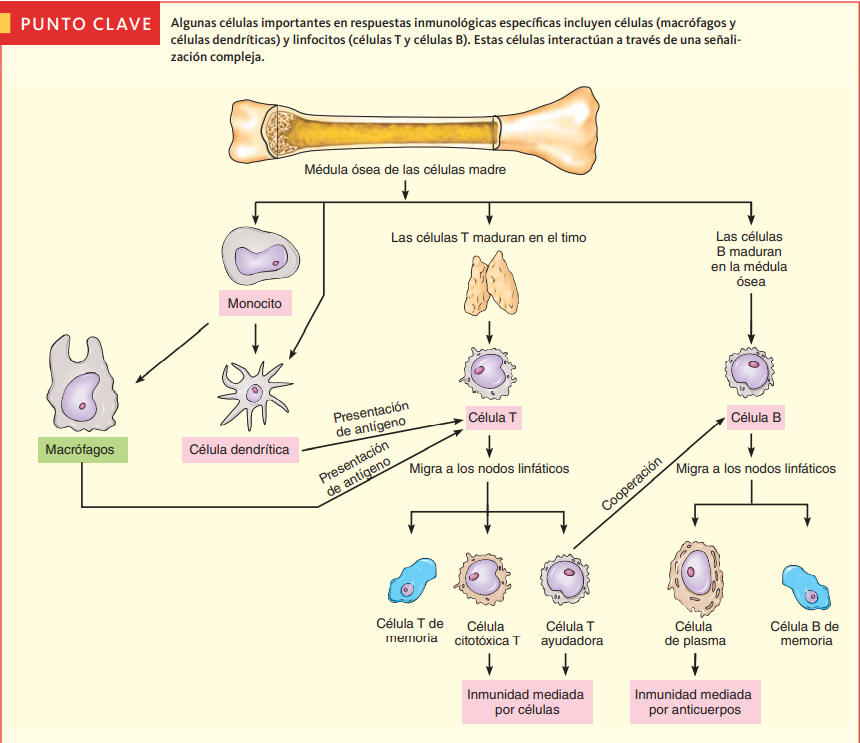 PUNTO CLAVE
Algunas células importantes en respuestas inmunológicas específicas incluyen células (macrófagos y
células dendríticas) y linfocitos (células T y células B). Estas células interactúan a través de una señali-
zación compleja.
Médula ósea de las células madre
Las células T maduran en el timo
Las células
B maduran
en la médula
ósea
Monocito
Macrófagos
Célula dendrítica
Presentación
de antígeno
Presentación
de antígeno
Célula T
Célula B
Migra a los nodos linfáticos
Cooperación
Migra a los nodos linfáticos
Célula T de
memoria
Célula
citotóxica T
Célula T
ayudadora
Célula
de plasma
Célula B de
memoria
Inmunidad mediada
por células
Inmunidad mediada
por anticuerpos